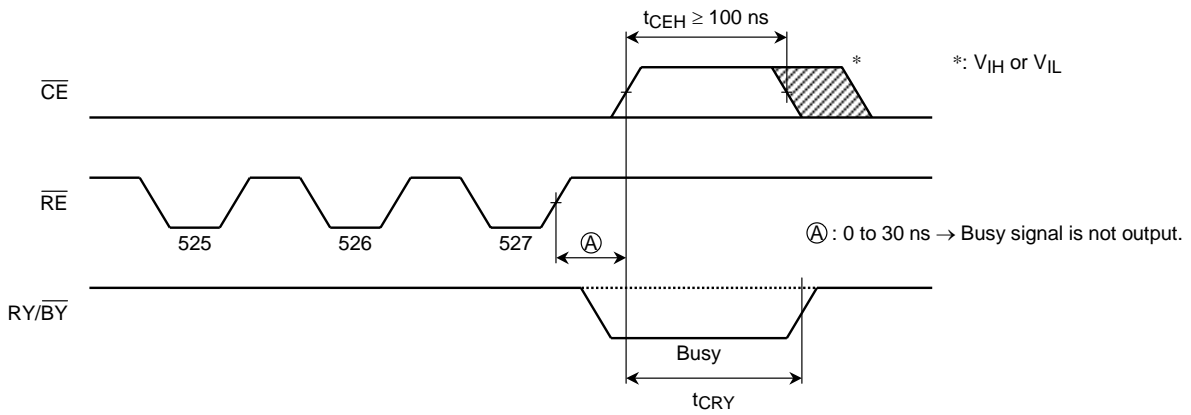 tCEH ≥ 100 ns
*
*: VIH or VIL
CE
RE
525
526
527
A
A : 0 to 30 ns → Busy signal is not output.
RY/BY
Busy
tCRY